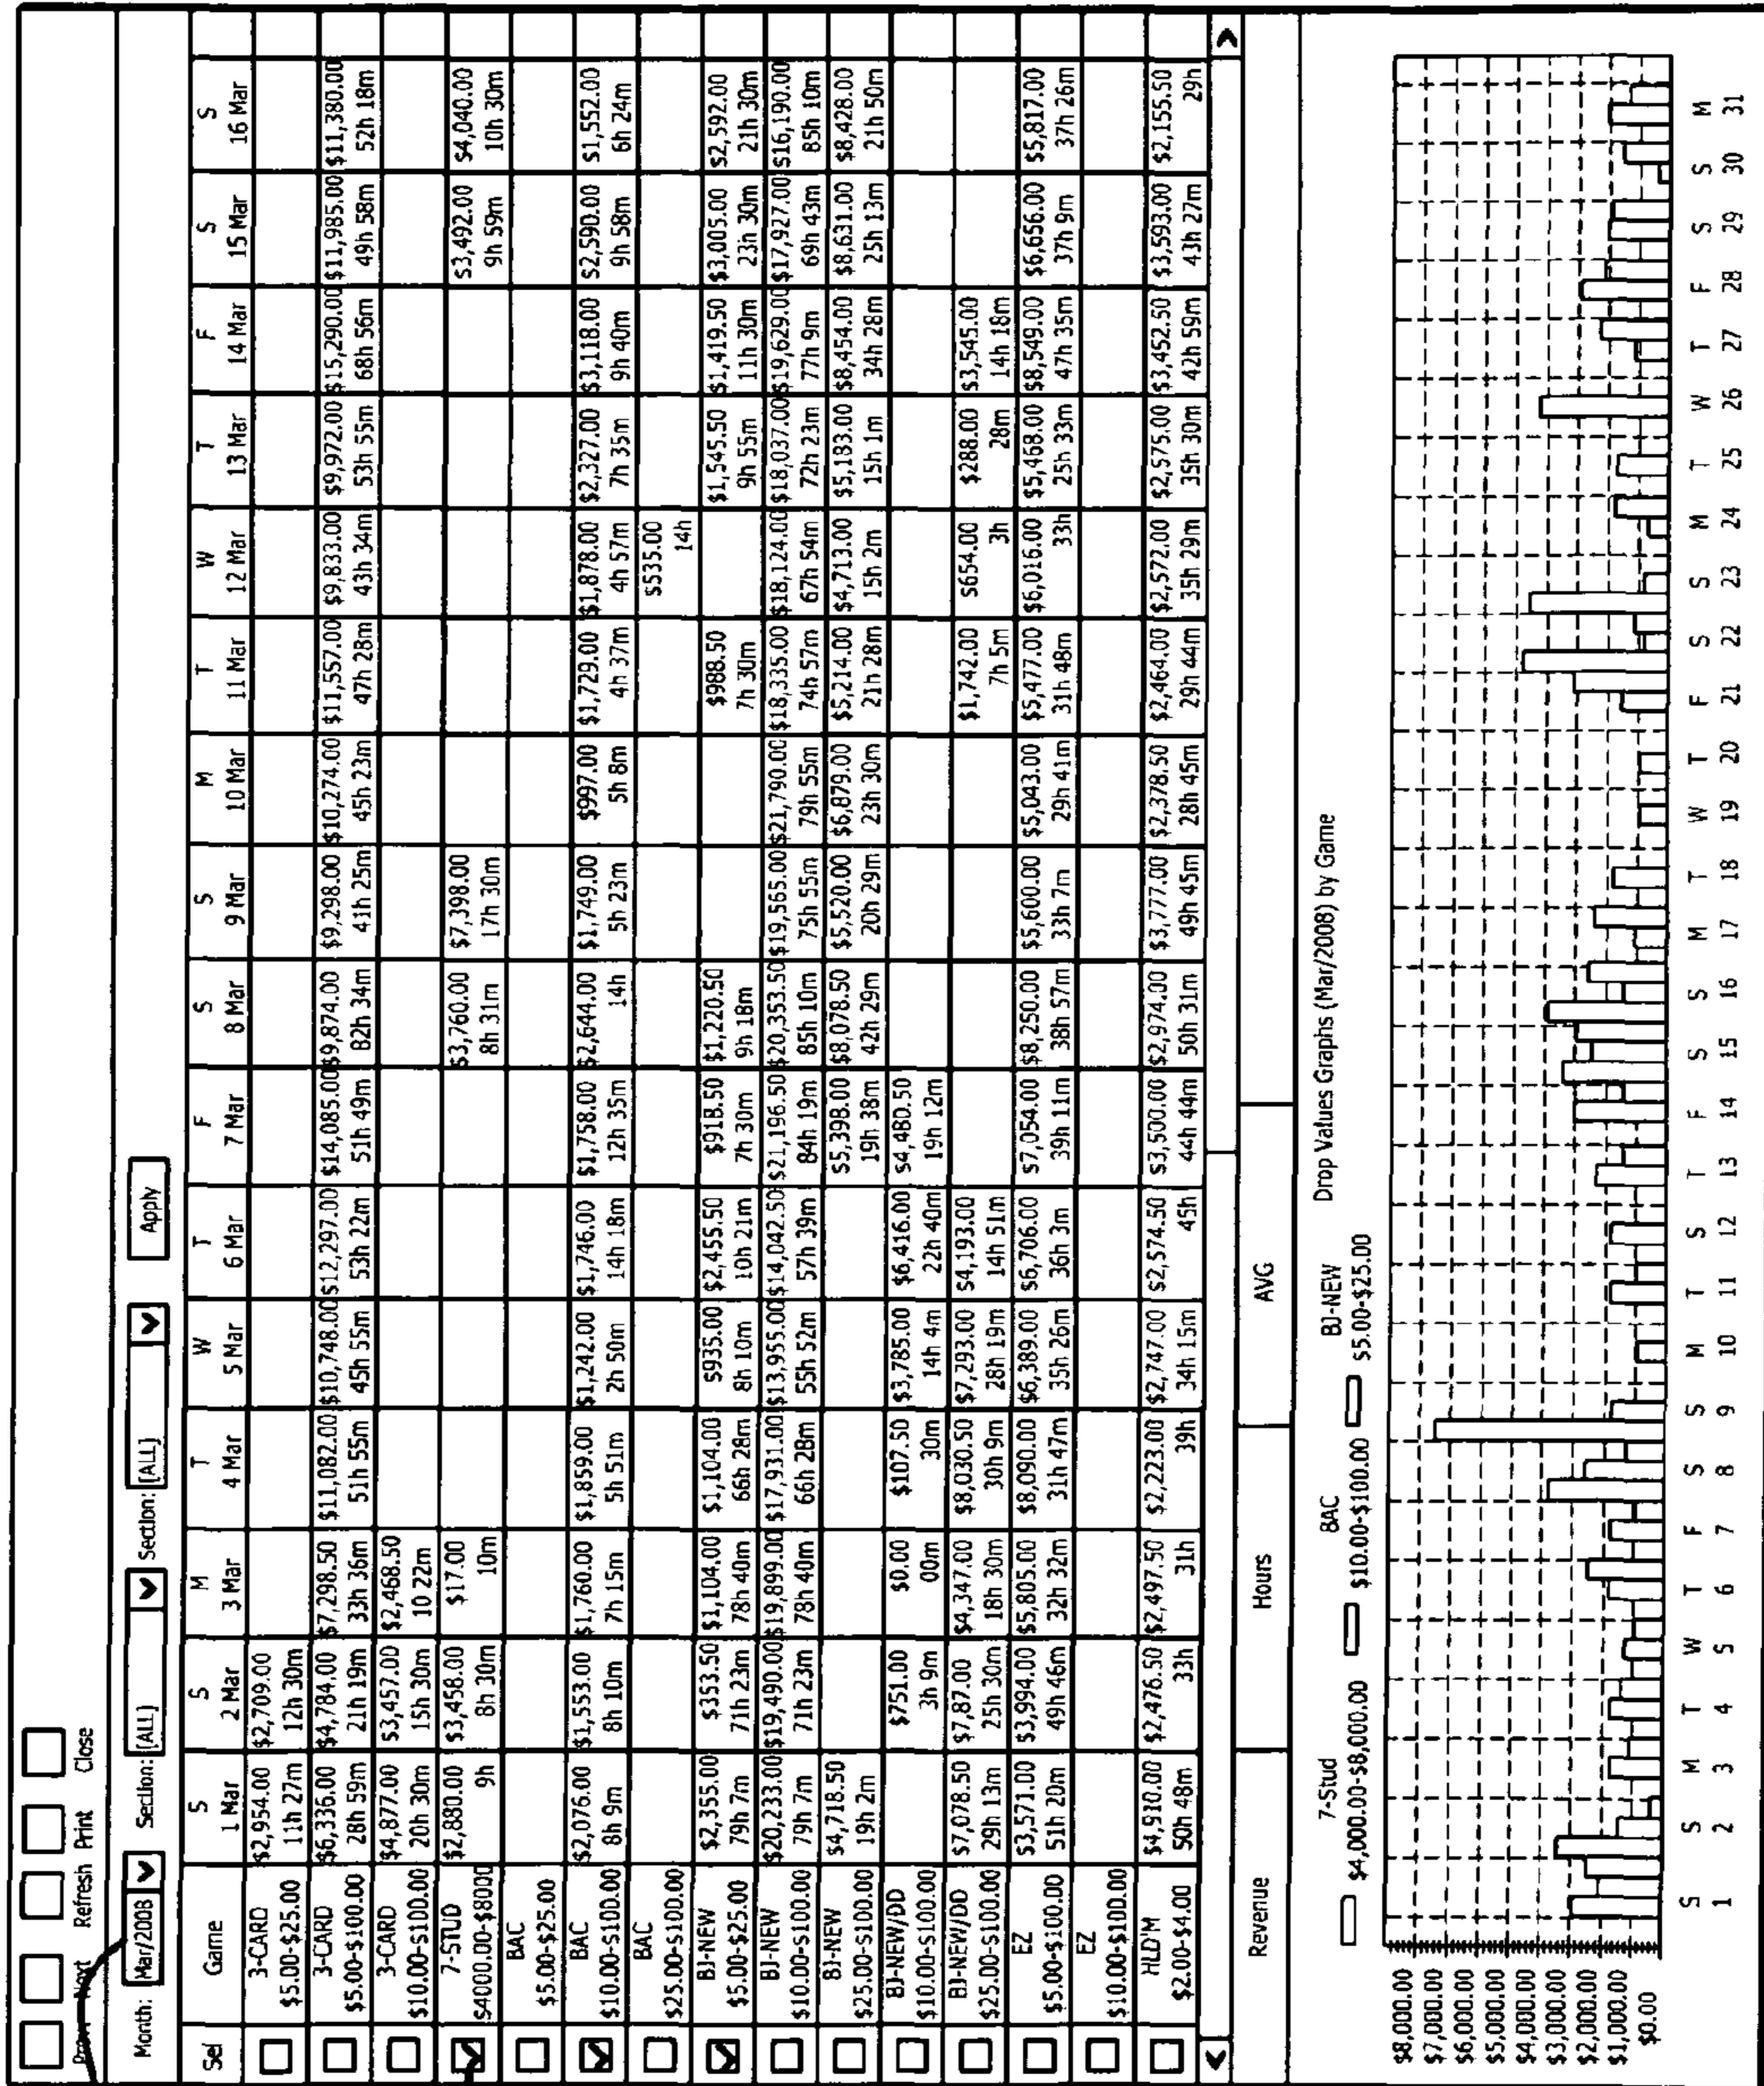 Prev Next Refresh Print Close
Month: Mar/2008 Section: [ALL] Section: [ALL] Apply
Sel Game S 1 Mar S 2 Mar M 3 Mar T 4 Mar W 5 Mar T 6 Mar F 7 Mar S 8 Mar S 9 Mar M 10 Mar T 11 Mar W 12 Mar T 13 Mar F 14 Mar S 15 Mar S 16 Mar
3-CARD $2,954.00 $2,709.00
$5.00-$25.00 11h 27m 12h 30m
3-CARD $6,336.00 $4,784.00 $7,298.50 $11,082.00 $10,748.00 $12,297.00 $14,085.00 $9,874.00 $9,298.00 $10,274.00 $11,557.00 $9,833.00 $9,972.00 $15,290.00 $11,985.00 $11,380.00
$5.00-$100.00 28h 59m 21h 19m 33h 36m 51h 55m 45h 55m 53h 22m 51h 49m 82h 34m 41h 25m 45h 23m 47h 28m 43h 34m 53h 55m 68h 56m 49h 58m 52h 18m
3-CARD $4,877.00 $3,457.00 $2,468.50
$10.00-$100.00 20h 30m 15h 30m 10 22m
7-STUD $2,880.00 $3,458.00 $17.00 $3,760.00 $7,398.00 $3,492.00 $4,040.00
$4000.00-$8000 9h 8h 30m 10m 8h 31m 17h 30m 9h 59m 10h 30m
BAC
$5.00-$25.00
BAC $2,076.00 $1,553.00 $1,760.00 $1,859.00 $1,242.00 $1,746.00 $1,758.00 $2,644.00 $1,749.00 $997.00 $1,729.00 $1,878.00 $2,327.00 $3,118.00 $2,590.00 $1,552.00
$10.00-$100.00 8h 9m 8h 10m 7h 15m 5h 51m 2h 50m 14h 18m 12h 35m 14h 5h 23m 5h 8m 4h 37m 4h 57m 7h 35m 9h 40m 9h 58m 6h 24m
BAC $535.00
$25.00-$100.00 14h
BJ-NEW $2,355.00 $353.50 $1,104.00 $1,104.00 $935.00 $2,455.50 $918.50 $1,220.50 $988.50 $1,545.50 $1,419.50 $3,005.00 $2,592.00
$5.00-$25.00 79h 7m 71h 23m 78h 40m 66h 28m 8h 10m 10h 21m 7h 30m 9h 18m 7h 30m 9h 55m 11h 30m 23h 30m 21h 30m
BJ-NEW $20,233.00 $19,490.00 $19,899.00 $17,931.00 $13,955.00 $14,042.50 $21,196.50 $20,353.50 $19,565.00 $21,790.00 $18,335.00 $18,124.00 $18,037.00 $19,629.00 $17,927.00 $16,190.00
$10.00-$100.00 79h 7m 71h 23m 78h 40m 66h 28m 55h 52m 57h 39m 84h 19m 85h 10m 75h 55m 79h 55m 74h 57m 67h 54m 72h 23m 77h 9m 69h 43m 85h 10m
BJ-NEW $4,718.50 $5,398.00 $8,078.50 $5,520.00 $6,879.00 $5,214.00 $4,713.00 $5,183.00 $8,454.00 $8,631.00 $8,428.00
$25.00-$100.00 19h 2m 19h 38m 42h 29m 20h 29m 23h 30m 21h 28m 15h 2m 15h 1m 34h 28m 25h 13m 21h 50m
BJ-NEW/DD $751.00 $0.00 $107.50 $3,785.00 $6,416.00 $4,480.50
$10.00-$100.00 3h 9m 00m 30m 14h 4m 22h 40m 19h 12m
BJ-NEW/DD $7,078.50 $7,87.00 $4,347.00 $8,030.50 $7,293.00 $4,193.00 $1,742.00 $654.00 $288.00 $3,545.00
$25.00-$100.00 29h 13m 25h 30m 18h 30m 30h 9m 28h 19m 14h 51m 7h 5m 3h 28m 14h 18m
EZ $3,571.00 $3,994.00 $5,805.00 $8,090.00 $6,389.00 $6,706.00 $7,054.00 $8,250.00 $5,600.00 $5,043.00 $5,477.00 $6,016.00 $5,468.00 $8,549.00 $6,656.00 $5,817.00
$5.00-$100.00 51h 20m 49h 46m 32h 32m 31h 47m 35h 26m 36h 3m 39h 11m 38h 57m 33h 7m 29h 41m 31h 48m 33h 25h 33m 47h 35m 37h 9m 37h 26m
EZ
$10.00-$100.00
HLD'M $4,910.00 $2,476.50 $2,497.50 $2,223.00 $2,747.00 $2,574.50 $3,500.00 $2,974.00 $3,777.00 $2,378.50 $2,464.00 $2,572.00 $2,575.00 $3,452.50 $3,593.00 $2,155.50
$2.00-$4.00 50h 48m 33h 31h 39h 34h 15m 45h 44h 44m 50h 31m 49h 45m 28h 45m 29h 44m 35h 29m 35h 30m 42h 59m 43h 27m 29h
Revenue Hours AVG
Drop Values Graphs (Mar/2008) by Game
7-Stud BAC BJ-NEW
$4,000.00-$8,000.00 $10.00-$100.00 $5.00-$25.00
$8,000.00
$7,000.00
$6,000.00
$5,000.00
$4,000.00
$3,000.00
$2,000.00
$1,000.00
$0.00
S S M T W T F S S M T S T F S S M T W T F S S M T W T F S S M
1 2 3 4 5 6 7 8 9 10 11 12 13 14 15 16 17 18 19 20 21 22 23 24 25 26 27 28 29 30 31